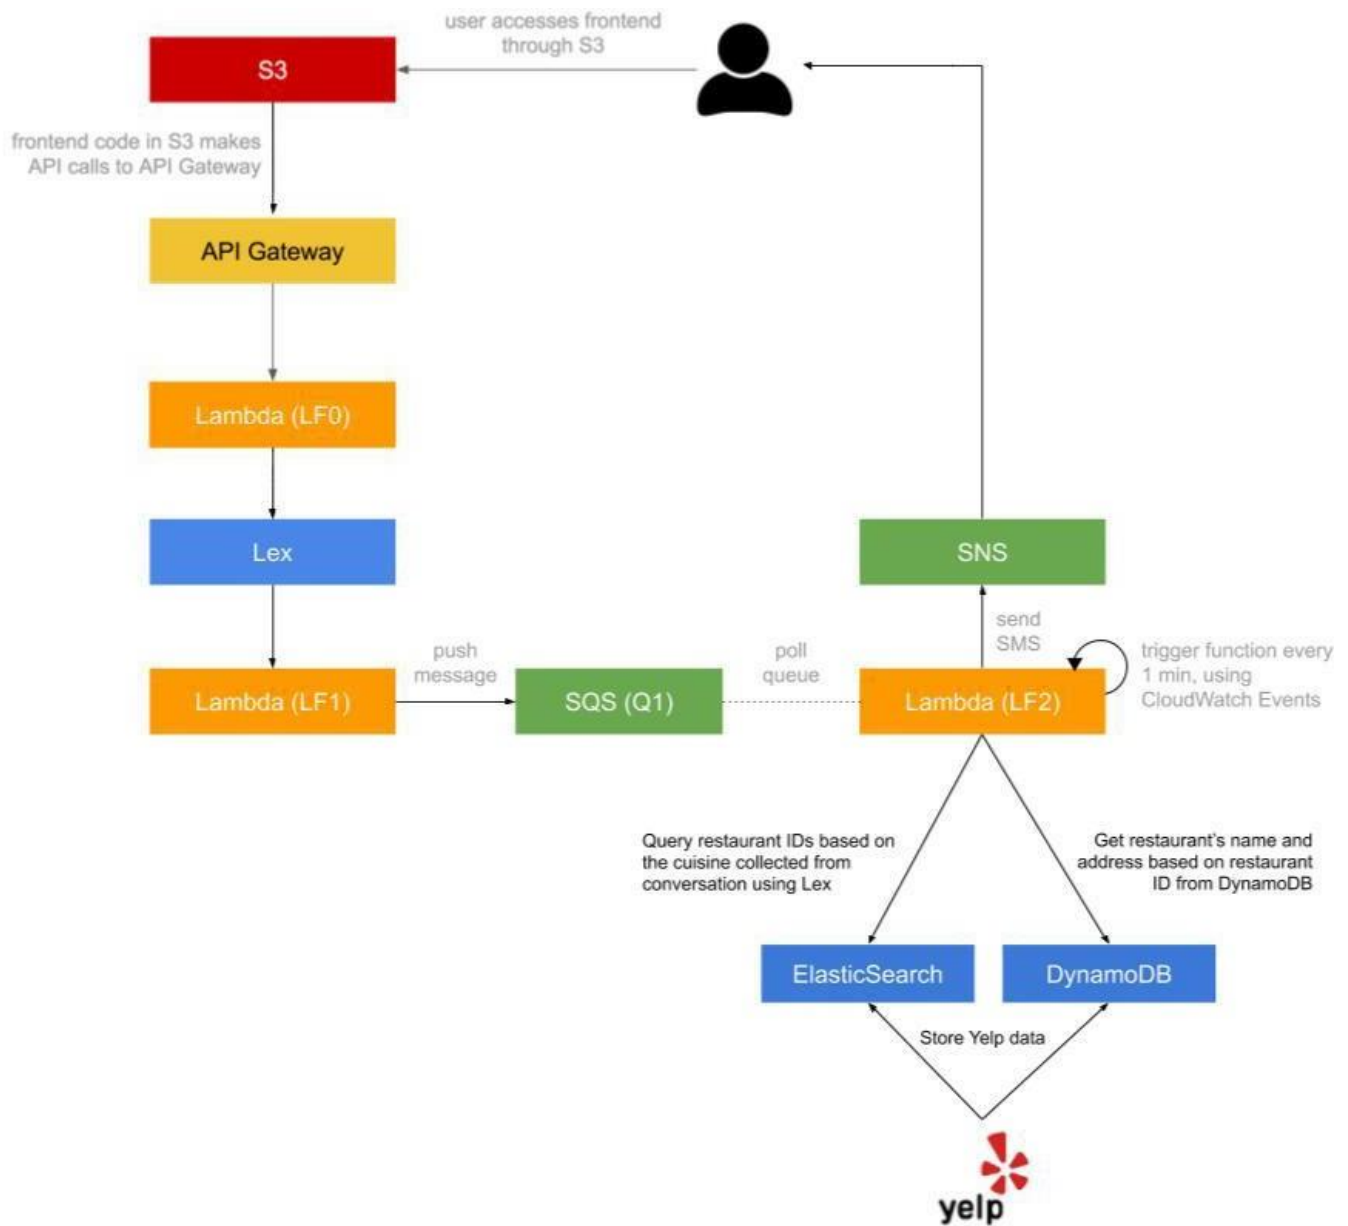 user accesses frontend
through S3
S3
frontend code in S3 makes
API calls to API Gateway
API Gateway
Lambda (LF0)
Lex
SNS
send
SMS
push
message
poll
queue
trigger function every
1 min, using
CloudWatch Events
Lambda (LF1)
SQS (Q1)
Lambda (LF2)
Query restaurant IDs based on
the cuisine collected from
conversation using Lex
Get restaurant's name and
address based on restaurant
ID from DynamoDB
ElasticSearch
DynamoDB
Store Yelp data
yelp